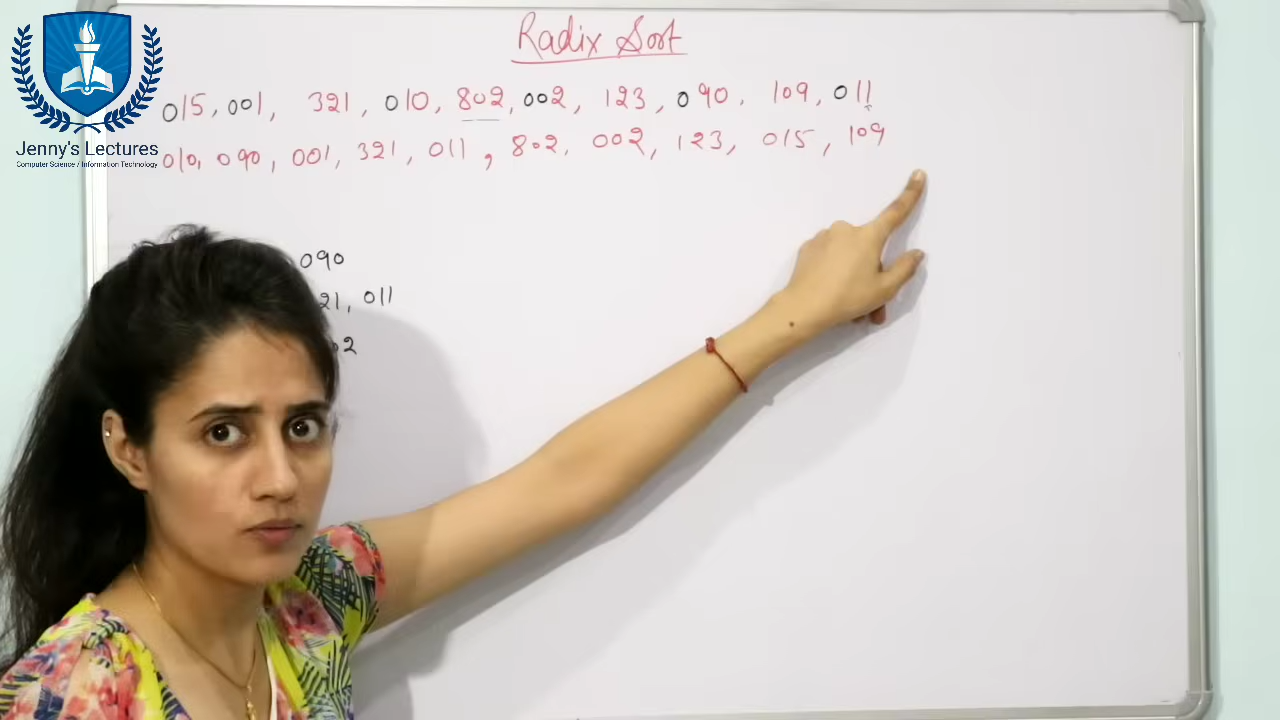 Radix Sort
015, 001, 321, 010, 802, 002, 123, 090, 109, 011
Jenny's Lectures
Computer Science / Information Technology
010, 090, 001, 321, 011, 802, 002, 123, 015, 109
090
21, 011
02